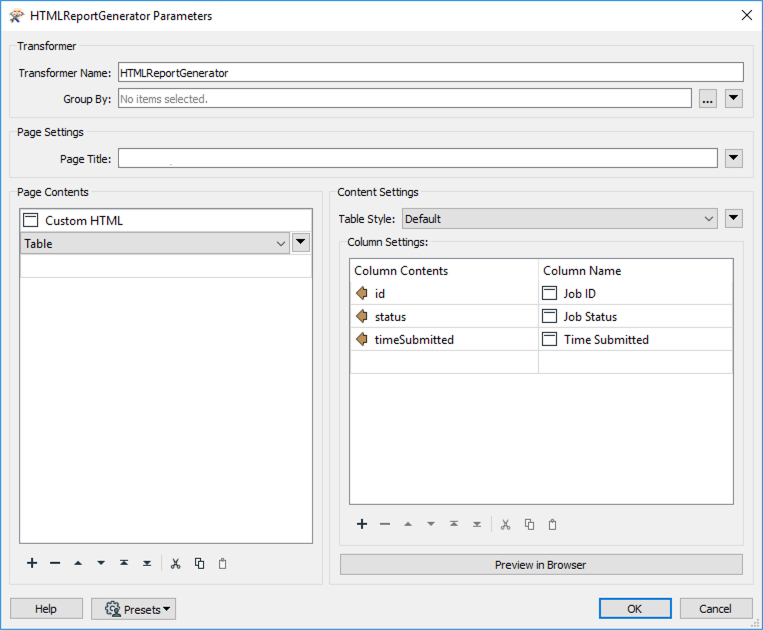 HTMLReportGenerator Parameters
Transformer
Transformer Name: HTMLReportGenerator
Group By: No items selected. ...
Page Settings
Page Title:
Page Contents
Custom HTML
Table
Content Settings
Table Style: Default
Column Settings:
Column Contents Column Name
id Job ID
status Job Status
timeSubmitted Time Submitted
Preview in Browser
Help Presets OK Cancel